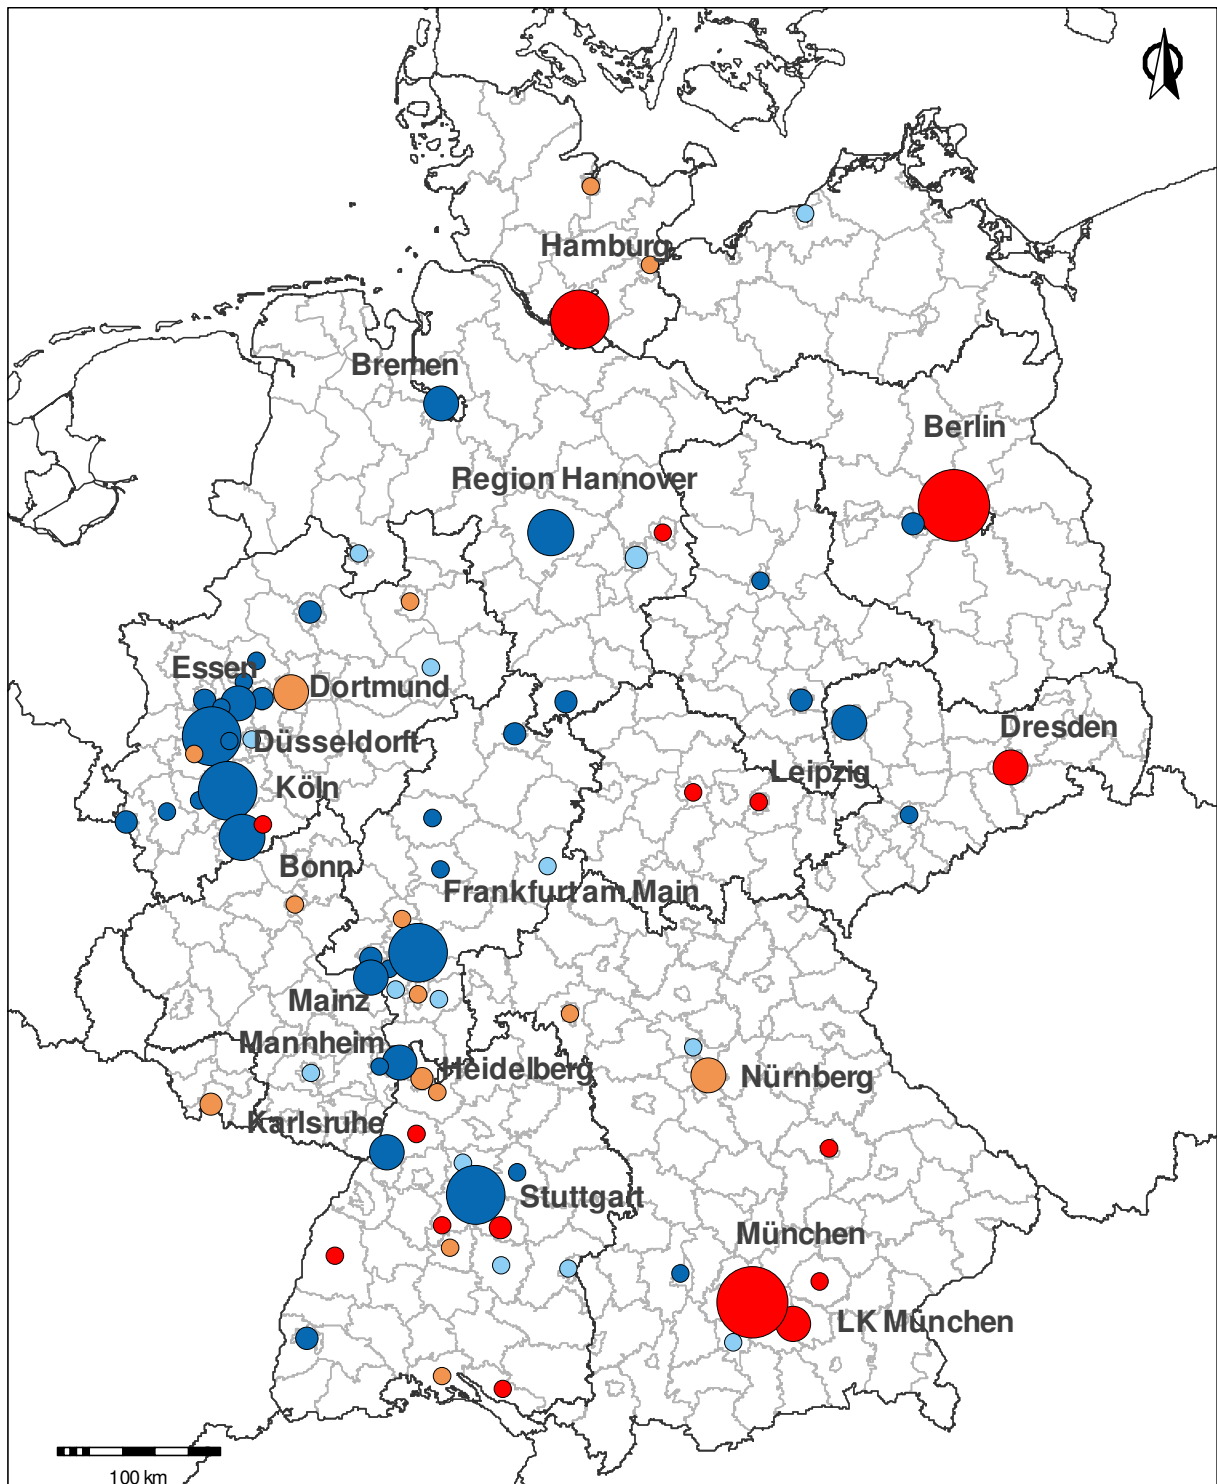 Hamburg
Bremen
Berlin
Region Hannover
Essen
Dortmund
Düsseldorft
Dresden
Leipzig
Köln
Bonn
Frankfurt am Main
Mainz
Mannheim
Heidelberg
Nürnberg
Karlsruhe
Stuttgart
München
LK München
100 km